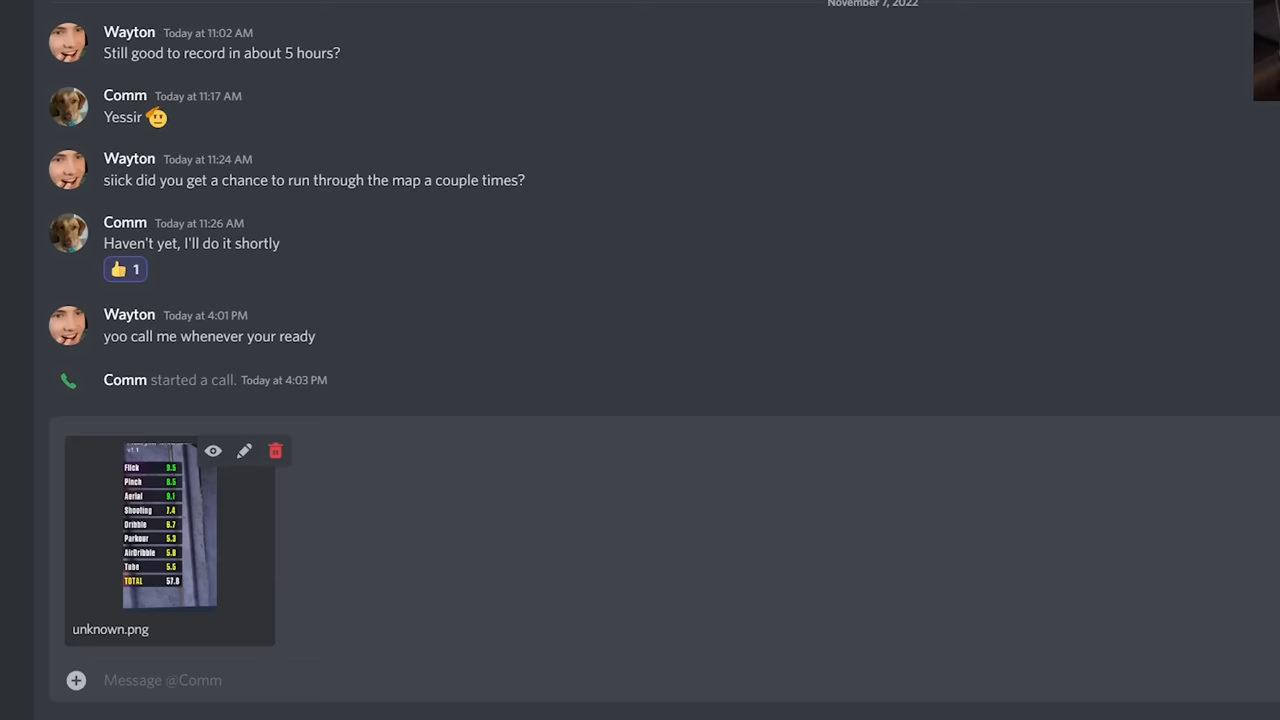 November 7, 2022
Wayton Today at 11:02 AM
Still good to record in about 5 hours?
Comm Today at 11:17 AM
Yessir
Wayton Today at 11:24 AM
siick did you get a chance to run through the map a couple times?
Comm Today at 11:26 AM
Haven't yet, I'll do it shortly
1
Wayton Today at 4:01 PM
yoo call me whenever your ready
Comm started a call. Today at 4:03 PM
v1.1
Flick 9.5
Pinch 8.5
Aerial 9.1
Shooting 7.4
Dribble 6.7
Parkour 5.3
AirDribble 5.8
Tube 5.5
TOTAL 57.8
unknown.png
Message @Comm